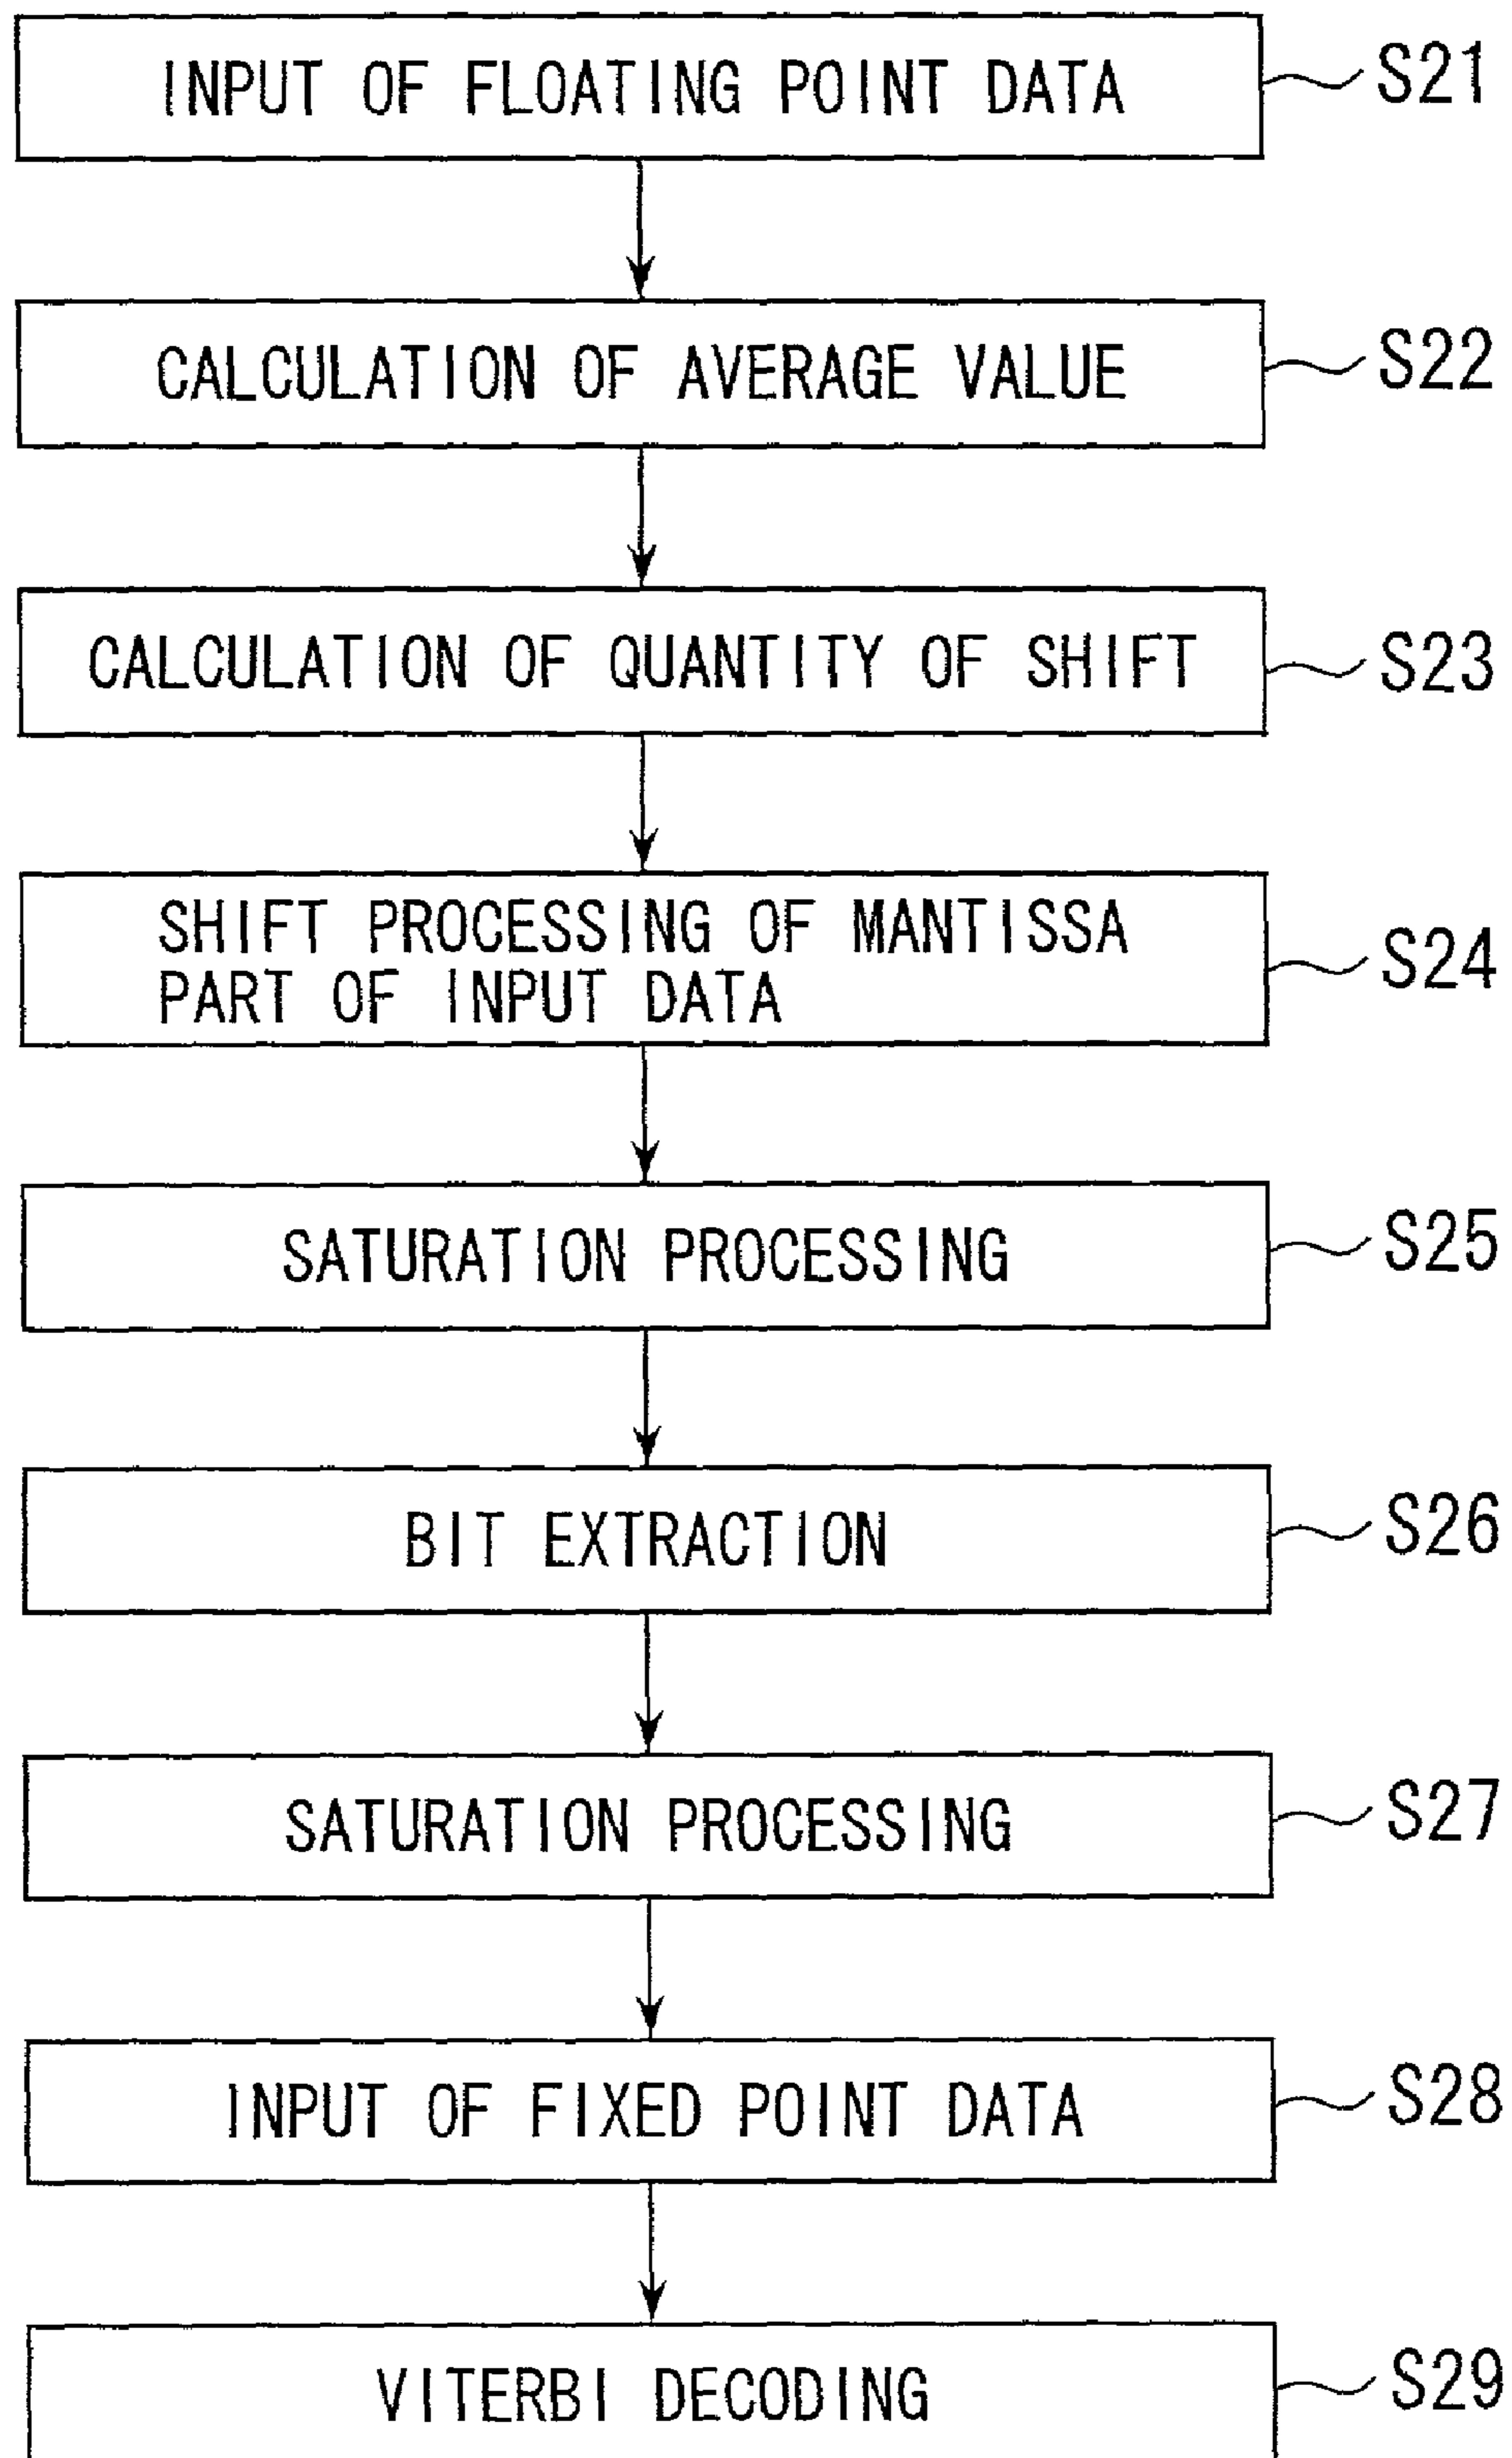 INPUT OF FLOATING POINT DATA S21
CALCULATION OF AVERAGE VALUE S22
CALCULATION OF QUANTITY OF SHIFT S23
SHIFT PROCESSING OF MANTISSA
PART OF INPUT DATA S24
SATURATION PROCESSING S25
BIT EXTRACTION S26
SATURATION PROCESSING S27
INPUT OF FIXED POINT DATA S28
VITERBI DECODING S29